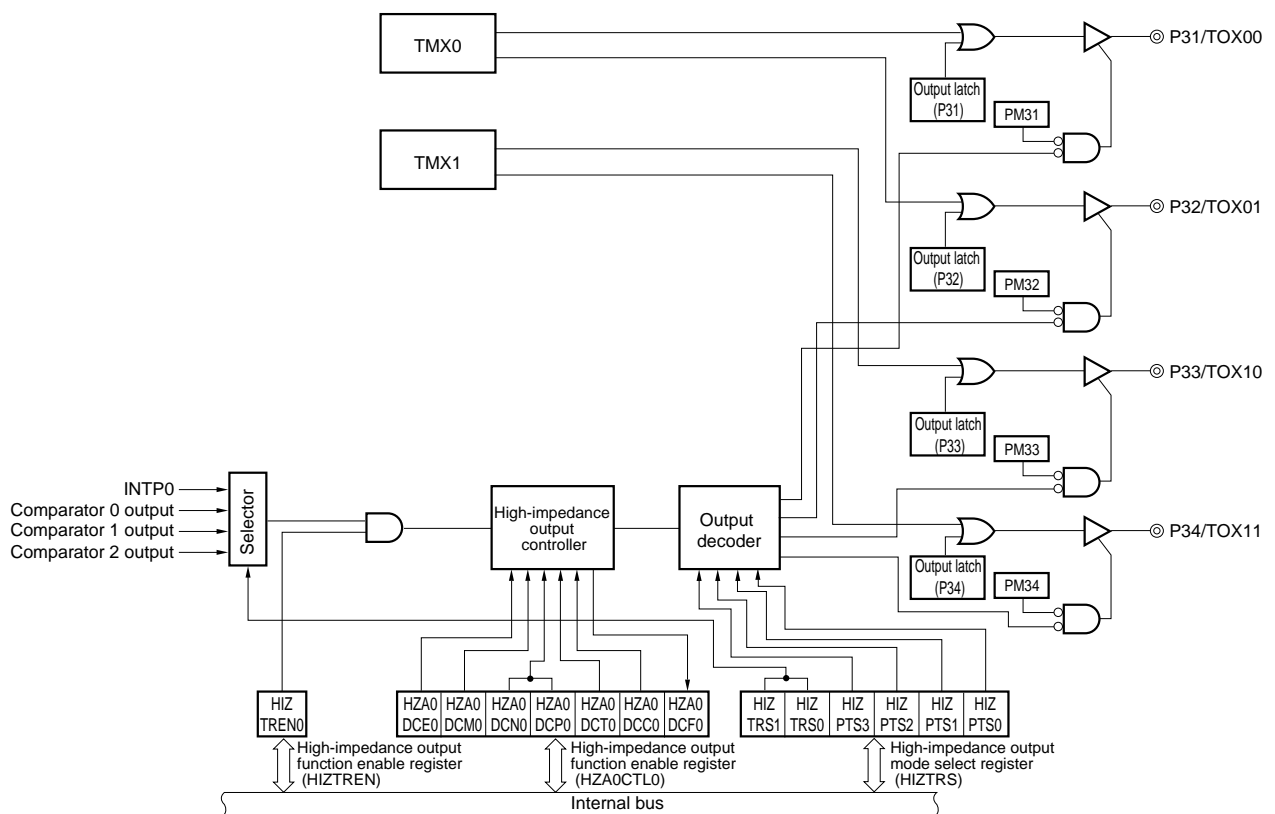 TMX0
P31/TOX00
Output latch
(P31)
PM31
TMX1
P32/TOX01
Output latch
(P32)
PM32
P33/TOX10
Output latch
(P33)
PM33
INTP0
Comparator 0 output
Comparator 1 output
Comparator 2 output
Selector
High-impedance
output
controller
Output
decoder
P34/TOX11
Output latch
(P34)
PM34
HIZ
TREN0
HZA0 HZA0 HZA0 HZA0 HZA0 HZA0 HZA0
DCE0 DCM0 DCN0 DCP0 DCT0 DCC0 DCF0
HIZ HIZ HIZ HIZ HIZ HIZ
TRS1 TRS0 PTS3 PTS2 PTS1 PTS0
High-impedance output
function enable register
(HIZTREN)
High-impedance output
function enable register
(HZA0CTL0)
High-impedance output
mode select register
(HIZTRS)
Internal bus